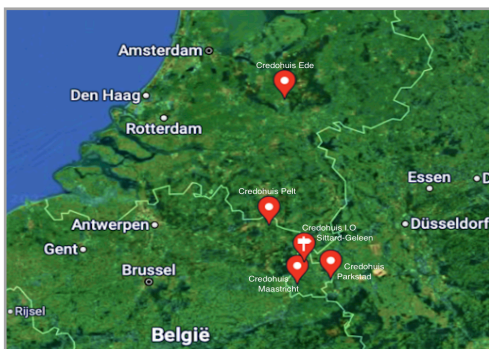 Amsterdam
Credohuis Ede
Den Haag
Rotterdam
Essen
D
Credohuis Pelt
Antwerpen
Credohuis I.O
Sittard-Geleen
Düsseldorf
Gent
Brussel
Credohuis
Maastricht
Credohuis
Parkstad
Rijsel
België